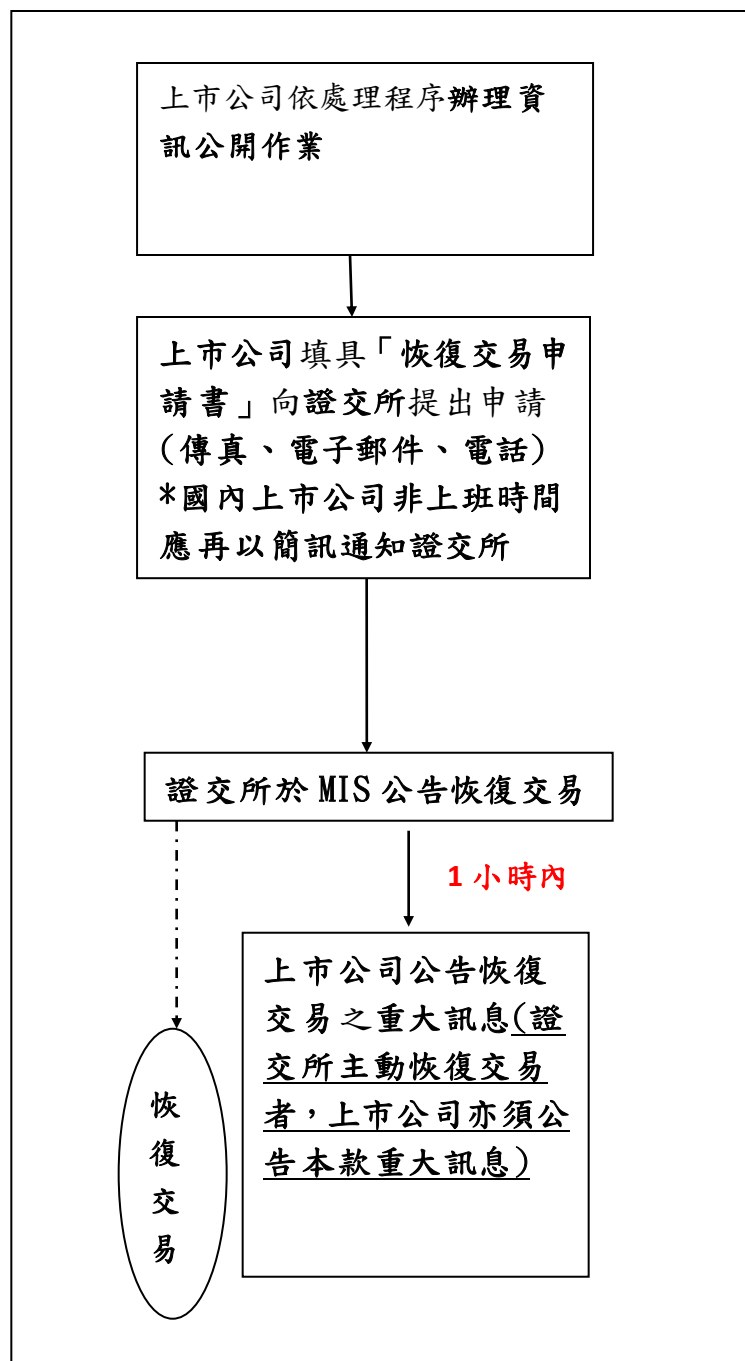 上市公司依處理程序辦理資
訊公開作業
上市公司填具「恢復交易申
請書」向證交所提出申請
(傳真、電子郵件、電話)
*國內上市公司非上班時間
應再以簡訊通知證交所
證交所於 MIS 公告恢復交易
1 小時內
上市公司公告恢復
交易之重大訊息(證
交所主動恢復交易
者，上市公司亦須公
告本款重大訊息)
恢
復
交
易